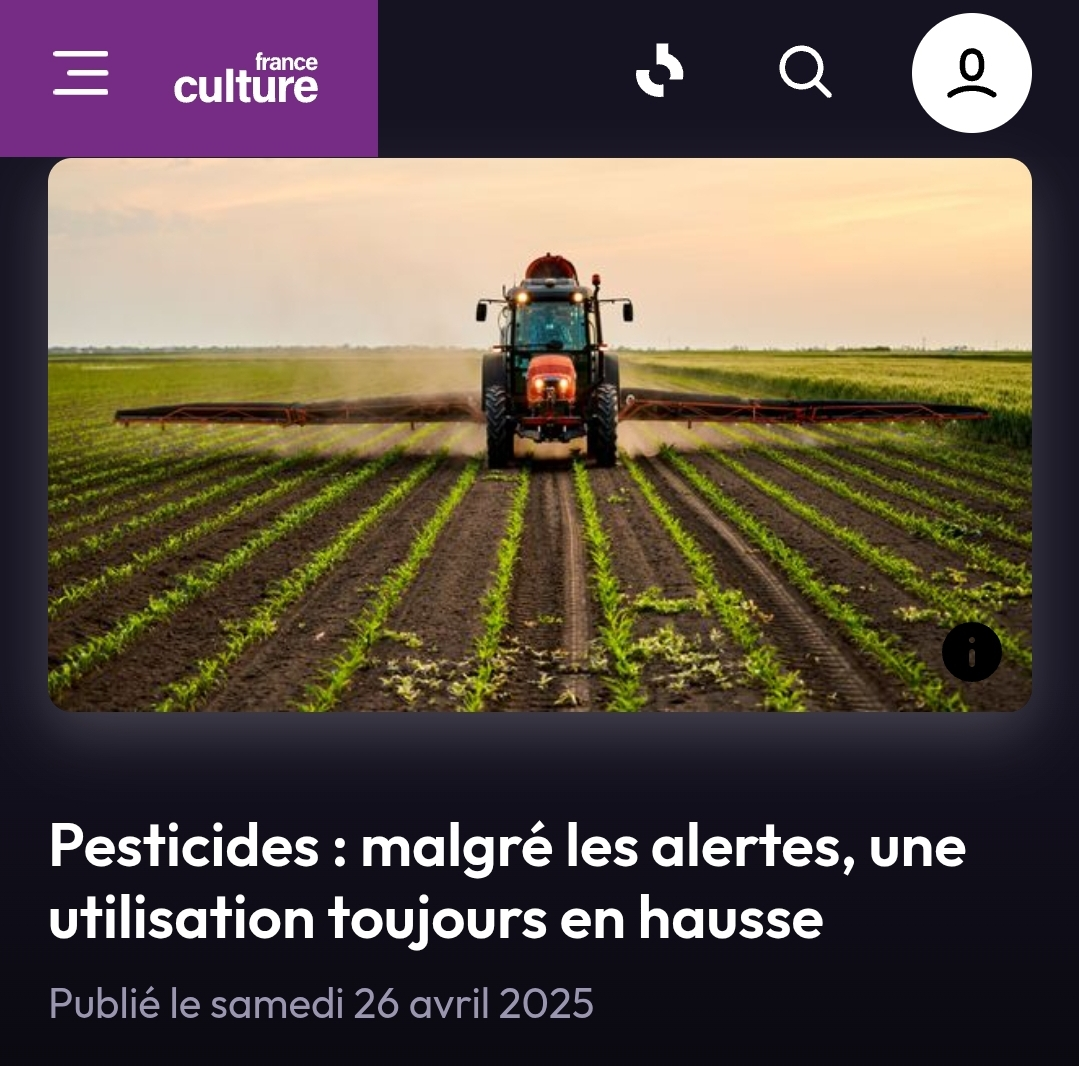 france
culture
Pesticides : malgré les alertes, une
utilisation toujours en hausse
Publié le samedi 26 avril 2025